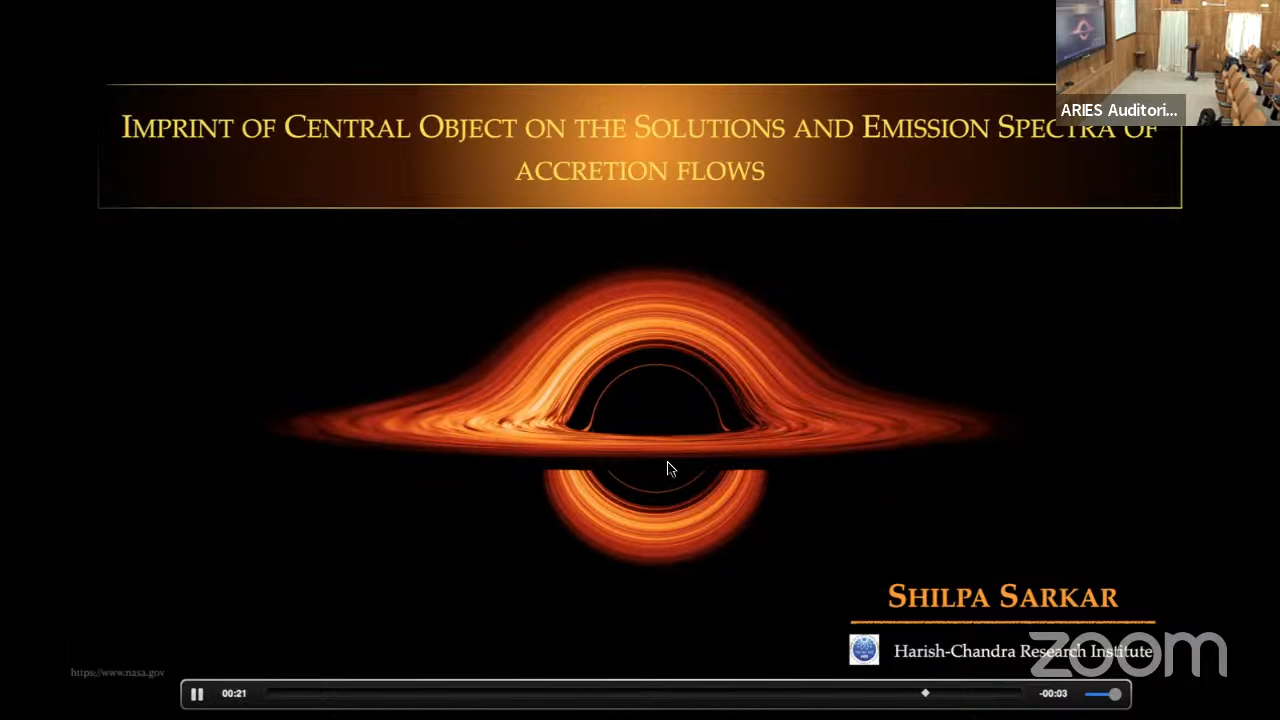 IMPRINT OF CENTRAL OBJECT ON THE SOLUTIONS AND EMISSION SPECTRA OF
ACCRETION FLOWS
ARIES Auditori...
SHILPA SARKAR
Harish-Chandra Research Institute
zoom
https://www.nasa.gov
00:21
-00:03